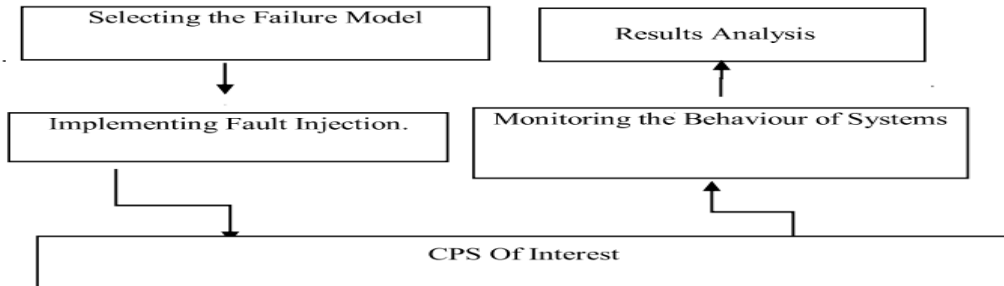 Selecting the Failure Model
Results Analysis
Implementing Fault Injection.
Monitoring the Behaviour of Systems
CPS Of Interest